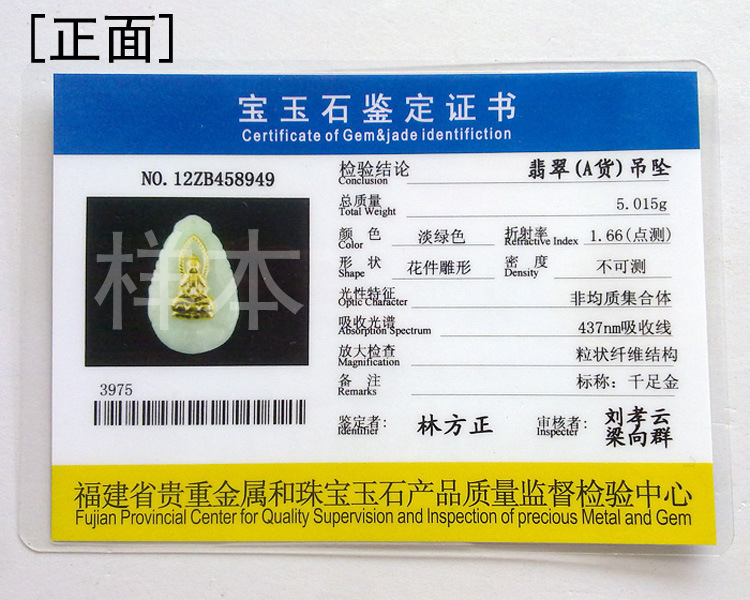 [正面]
宝玉石鉴定证书
Certificate of Gem&jade identifiction
NO. 12ZB458949
样本
3975
检验结论 翡翠(A货)吊坠
Conclusion
总质量 5.015g
Total Weight
颜 色 淡绿色 折射率 1.66(点测)
Color Refractive Index
形 状 花件雕形 密 度 不可测
Shape Density
光性特征 非均质集合体
Optic Character
吸收光谱 437nm吸收线
Absorption Spectrum
放大检查 粒状纤维结构
Magnification
备 注 标称：千足金
Remarks
鉴定者： 林方正 审核者： 刘孝云
Identifier Inspecter 梁向群
福建省贵重金属和珠宝玉石产品质量监督检验中心
Fujian Provincial Center for Quality Supervision and Inspection of precious Metal and Gem